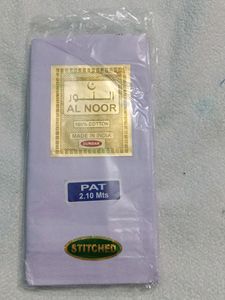 النور
AL NOOR
100% COTTON
MADE IN INDIA
PAT
2.10 Mts
STITCHED